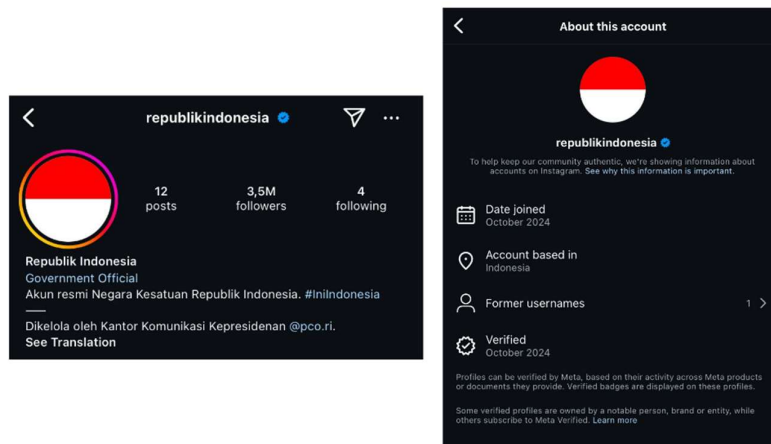 republikindonesia
12
posts
3,5M
followers
4
following
Republik Indonesia
Government Official
Akun resmi Negara Kesatuan Republik Indonesia. #IniIndonesia
Dikelola oleh Kantor Komunikasi Kepresidenan @pco.ri.
See Translation
About this account
republikindonesia
To help keep our community authentic, we're showing information about
accounts on Instagram. See why this information is important.
Date joined
October 2024
Account based in
Indonesia
Former usernames
1
Verified
October 2024
Profiles can be verified by Meta, based on their activity across Meta products
or documents they provide. Verified badges are displayed on these profiles.
Some verified profiles are owned by a notable person, brand or entity, while
others subscribe to Meta Verified. Learn more